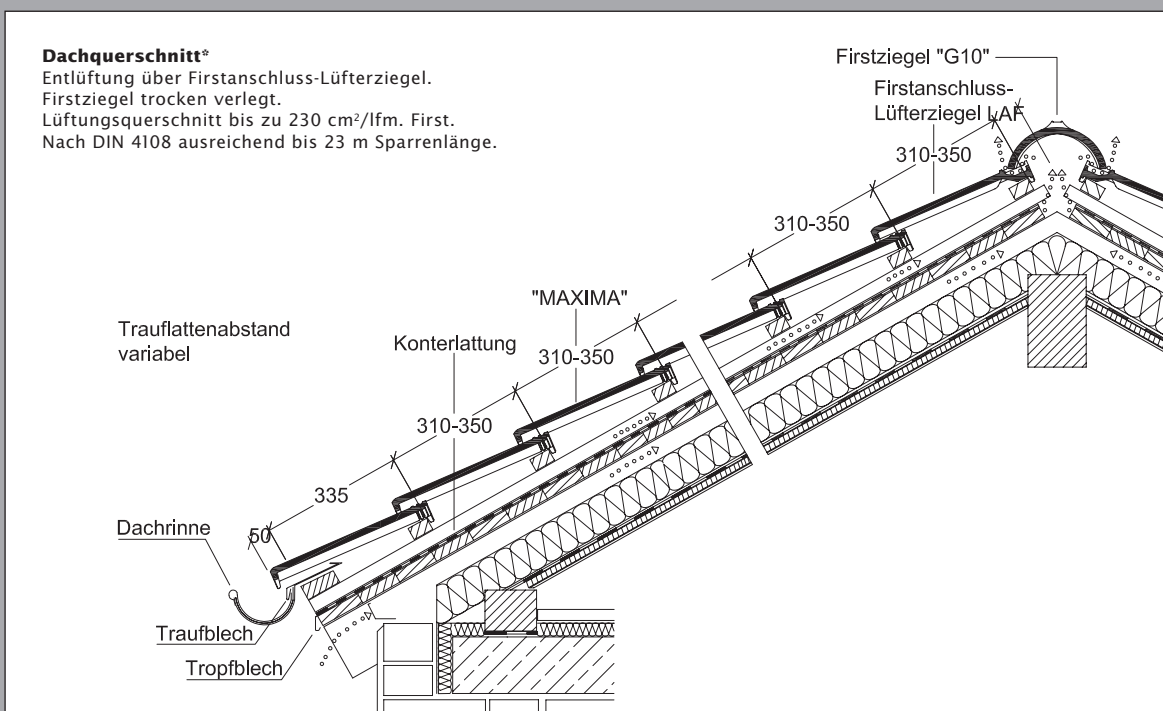 Dachquerschnitt*
Entlüftung über Firstanschluss-Lüfterziegel.
Firstziegel trocken verlegt.
Lüftungsquerschnitt bis zu 230 cm²/lfm. First.
Nach DIN 4108 ausreichend bis 23 m Sparrenlänge.
Firstziegel "G10"
Firstanschluss-
Lüfterziegel LAF
310-350
310-350
"MAXIMA"
310-350
Trauflattenabstand
variabel
Konterlattung
310-350
335
50
Dachrinne
Traufblech
Tropfblech